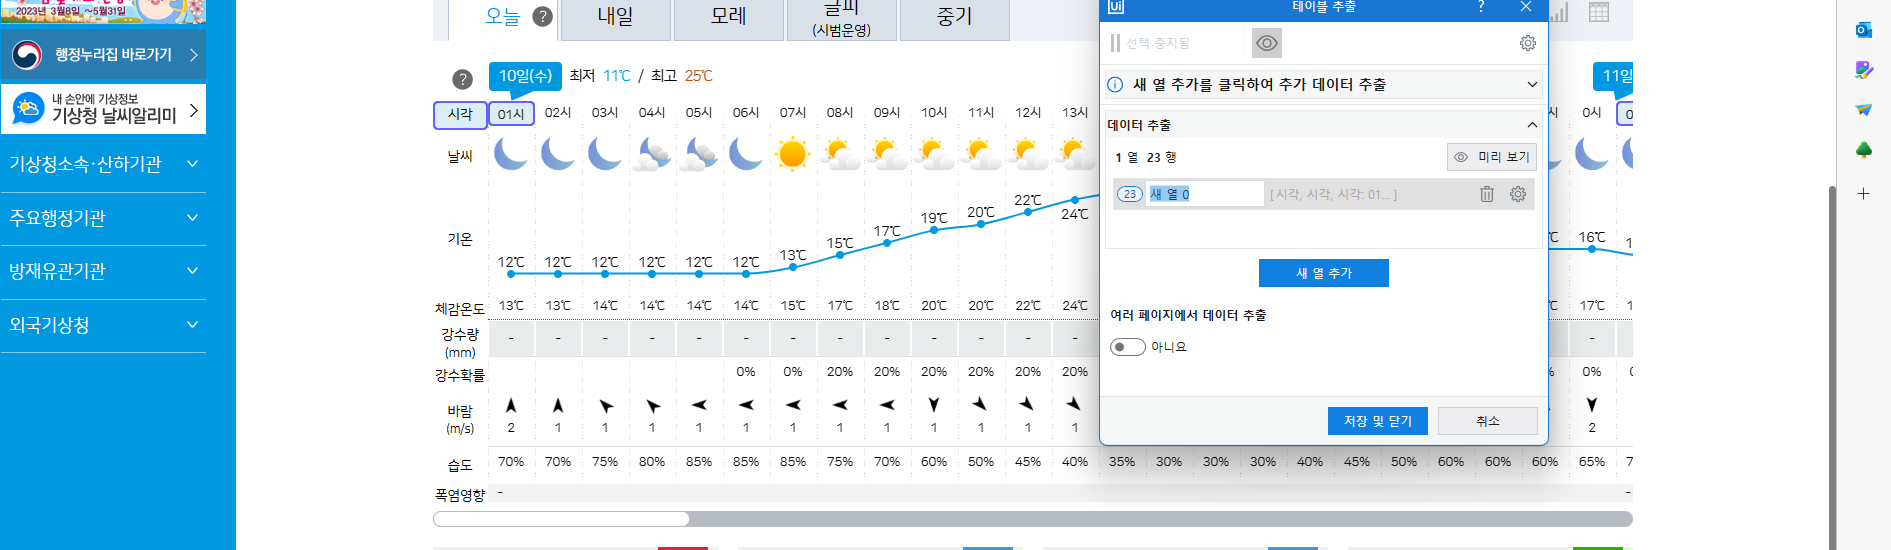 2023년 3월8일 ~5월31일
행정누리집 바로가기
내 손안에 기상정보
기상청 날씨알리미
기상청소속·산하기관
주요행정기관
방재유관기관
외국기상청
오늘 ?
내일
모레
글피
(시범운영)
중기
? 10일(수) 최저 11℃ / 최고 25℃
11일
시각 01시 02시 03시 04시 05시 06시 07시 08시 09시 10시 11시 12시 13시 0시
날씨
기온
12℃ 12℃ 12℃ 12℃ 12℃ 12℃ 13℃ 15℃ 17℃ 19℃ 20℃ 22℃ 24℃ 16℃
체감온도 13℃ 13℃ 14℃ 14℃ 14℃ 14℃ 15℃ 17℃ 18℃ 20℃ 20℃ 22℃ 24℃ 17℃
강수량
(mm)
- - - - - - - - - - - - - -
강수확률 0% 0% 20% 20% 20% 20% 20% 20% 0%
바람
(m/s)
2 1 1 1 1 1 1 1 1 1 1 1 1 2
습도 70% 70% 75% 80% 85% 85% 85% 75% 70% 60% 50% 45% 40% 35% 30% 30% 30% 40% 45% 50% 60% 60% 60% 65%
폭염영향 - -
Ui 테이블 추출 ?
선택 중지됨
새 열 추가를 클릭하여 추가 데이터 추출
데이터 추출
1 열 23 행
미리 보기
23 새 열 0 [ 시각, 시각, 시각: 01... ]
새 열 추가
여러 페이지에서 데이터 추출
아니요
저장 및 닫기
취소